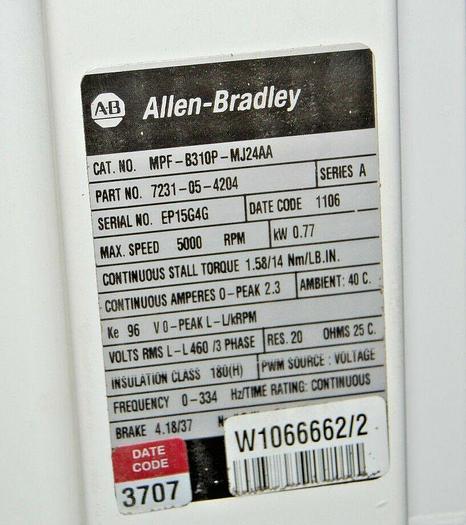 A·B Allen-Bradley
CAT. NO. MPF-B310P-MJ24AA
PART NO. 7231-05-4204 SERIES A
SERIAL NO. EP15G4G DATE CODE 1106
MAX. SPEED 5000 RPM kW 0.77
CONTINUOUS STALL TORQUE 1.58/14 Nm/LB.IN.
CONTINUOUS AMPERES 0-PEAK 2.3 AMBIENT: 40 C.
Ke 96 V 0-PEAK L-L/kRPM
VOLTS RMS L-L 460 /3 PHASE RES. 20 OHMS 25 C.
INSULATION CLASS 180(H) PWM SOURCE : VOLTAGE
FREQUENCY 0-334 Hz/TIME RATING: CONTINUOUS
BRAKE 4.18/37
DATE
CODE
3707
W1066662/2